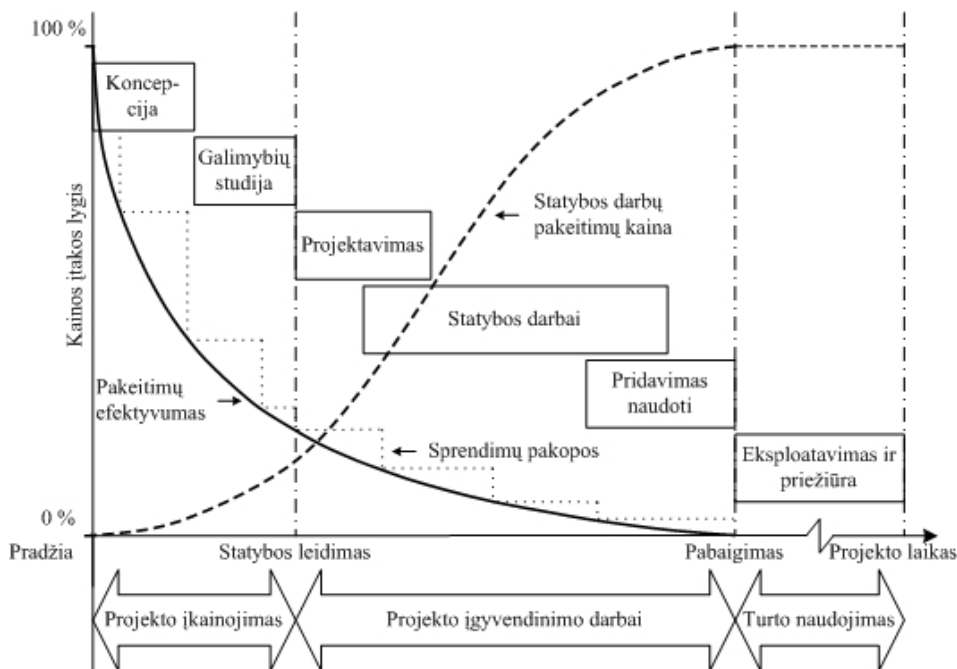 100 %
Koncep-
cija
Galimybių
studija
Projektavimas
Statybos darbų
pakeitimų kaina
Kainos įtakos lygis
Statybos darbai
Pakeitimų
efektyvumas
Pridavimas
naudoti
Sprendimų pakopos
Eksploatavimas ir
priežiūra
0 %
Pradžia
Statybos leidimas
Pabaigimas
Projekto laikas
Projekto įkainojimas
Projekto įgyvendinimo darbai
Turto naudojimas